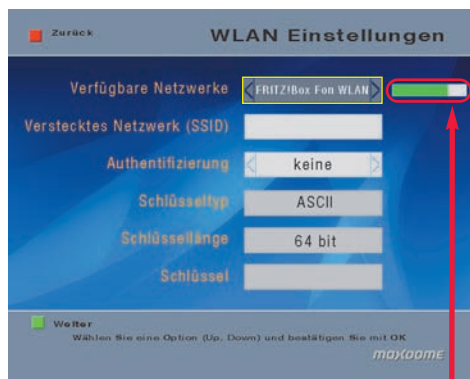 Zurück
WLAN Einstellungen
Verfügbare Netzwerke
FRITZ!Box Fon WLAN
Verstecktes Netzwerk (SSID)
Authentifizierung
keine
Schlüsseltyp
ASCII
Schlüssellänge
64 bit
Schlüssel
Weiter
Wählen Sie eine Option (Up, Down) und bestätigen Sie mit OK
maxdome